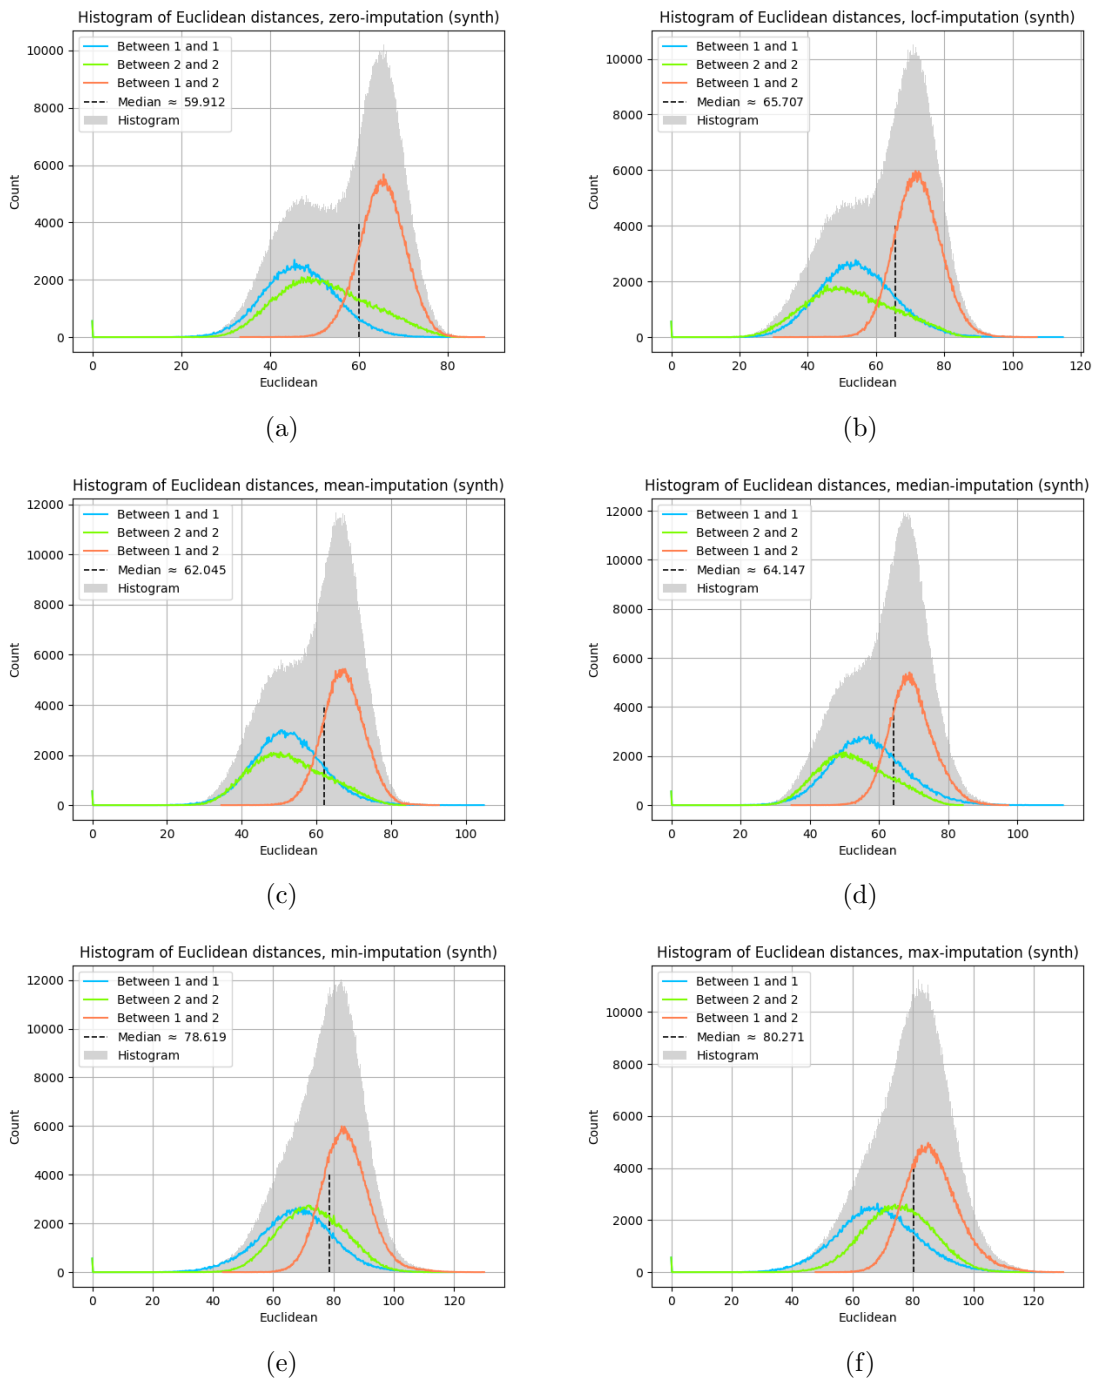 Histogram of Euclidean distances, zero-imputation (synth)
Between 1 and 1
Between 2 and 2
Between 1 and 2
Median ≈ 59.912
Histogram
10000
8000
6000
4000
2000
0
Count
0 20 40 60 80
Euclidean
(a)
Histogram of Euclidean distances, locf-imputation (synth)
Between 1 and 1
Between 2 and 2
Between 1 and 2
Median ≈ 65.707
Histogram
10000
8000
6000
4000
2000
0
Count
0 20 40 60 80 100 120
Euclidean
(b)
Histogram of Euclidean distances, mean-imputation (synth)
Between 1 and 1
Between 2 and 2
Between 1 and 2
Median ≈ 62.045
Histogram
12000
10000
8000
6000
4000
2000
0
Count
0 20 40 60 80 100
Euclidean
(c)
Histogram of Euclidean distances, median-imputation (synth)
Between 1 and 1
Between 2 and 2
Between 1 and 2
Median ≈ 64.147
Histogram
12000
10000
8000
6000
4000
2000
0
Count
0 20 40 60 80 100
Euclidean
(d)
Histogram of Euclidean distances, min-imputation (synth)
Between 1 and 1
Between 2 and 2
Between 1 and 2
Median ≈ 78.619
Histogram
12000
10000
8000
6000
4000
2000
0
Count
0 20 40 60 80 100 120
Euclidean
(e)
Histogram of Euclidean distances, max-imputation (synth)
Between 1 and 1
Between 2 and 2
Between 1 and 2
Median ≈ 80.271
Histogram
10000
8000
6000
4000
2000
0
Count
0 20 40 60 80 100 120
Euclidean
(f)